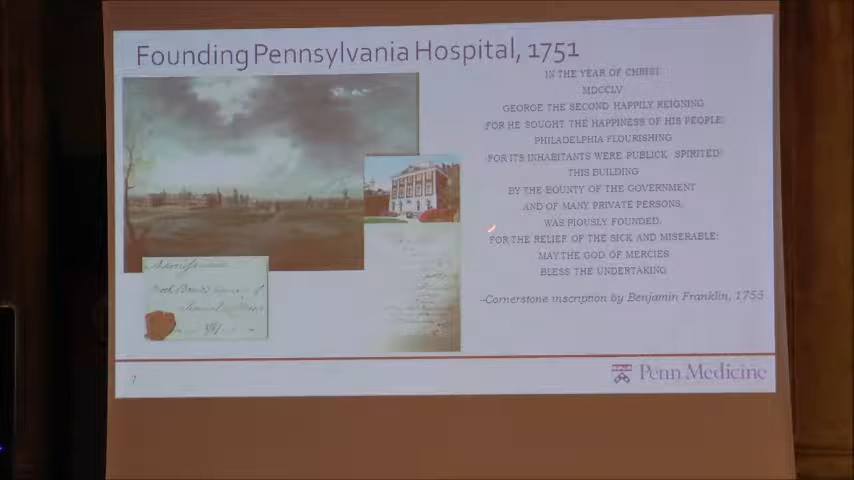 Founding Pennsylvania Hospital, 1751
IN THE YEAR OF CHRIST
MDCCLV
GEORGE THE SECOND HAPPILY REIGNING
FOR HE SOUGHT THE HAPPINESS OF HIS PEOPLE
PHILADELPHIA FLOURISHING
FOR ITS INHABITANTS WERE PUBLICK SPIRITED
THIS BUILDING
BY THE BOUNTY OF THE GOVERNMENT
AND OF MANY PRIVATE PERSONS,
WAS PIOUSLY FOUNDED,
FOR THE RELIEF OF THE SICK AND MISERABLE:
MAY THE GOD OF MERCIES
BLESS THE UNDERTAKING
-Cornerstone inscription by Benjamin Franklin, 1755
7
Penn Medicine